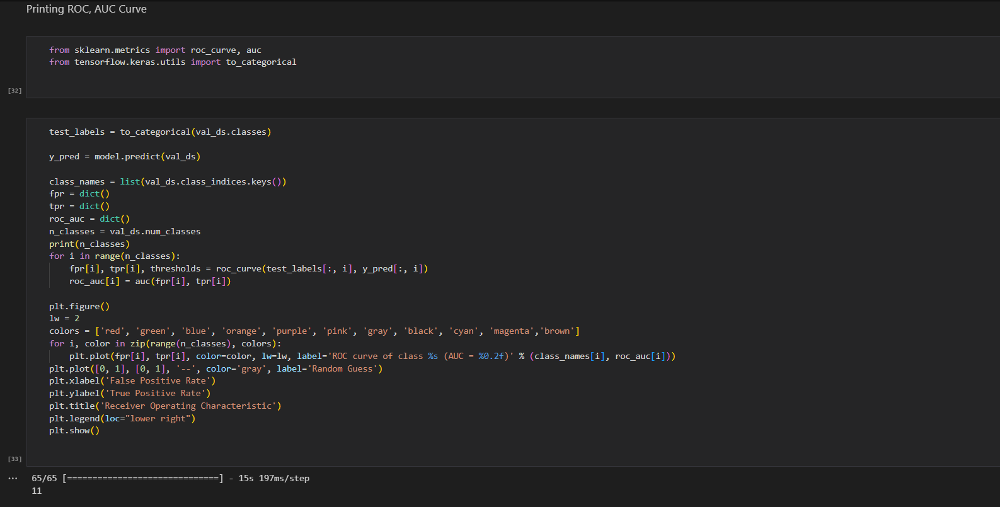 Printing ROC, AUC Curve
from sklearn.metrics import roc_curve, auc
from tensorflow.keras.utils import to_categorical
[32]
test_labels = to_categorical(val_ds.classes)
y_pred = model.predict(val_ds)
class_names = list(val_ds.class_indices.keys())
fpr = dict()
tpr = dict()
roc_auc = dict()
n_classes = val_ds.num_classes
print(n_classes)
for i in range(n_classes):
    fpr[i], tpr[i], thresholds = roc_curve(test_labels[:, i], y_pred[:, i])
    roc_auc[i] = auc(fpr[i], tpr[i])
plt.figure()
lw = 2
colors = ['red', 'green', 'blue', 'orange', 'purple', 'pink', 'gray', 'black', 'cyan', 'magenta','brown']
for i, color in zip(range(n_classes), colors):
    plt.plot(fpr[i], tpr[i], color=color, lw=lw, label='ROC curve of class %s (AUC = %0.2f)' % (class_names[i], roc_auc[i]))
plt.plot([0, 1], [0, 1], '--', color='gray', label='Random Guess')
plt.xlabel('False Positive Rate')
plt.ylabel('True Positive Rate')
plt.title('Receiver Operating Characteristic')
plt.legend(loc="lower right")
plt.show()
[33]
... 65/65 [==============================] - 15s 197ms/step
11